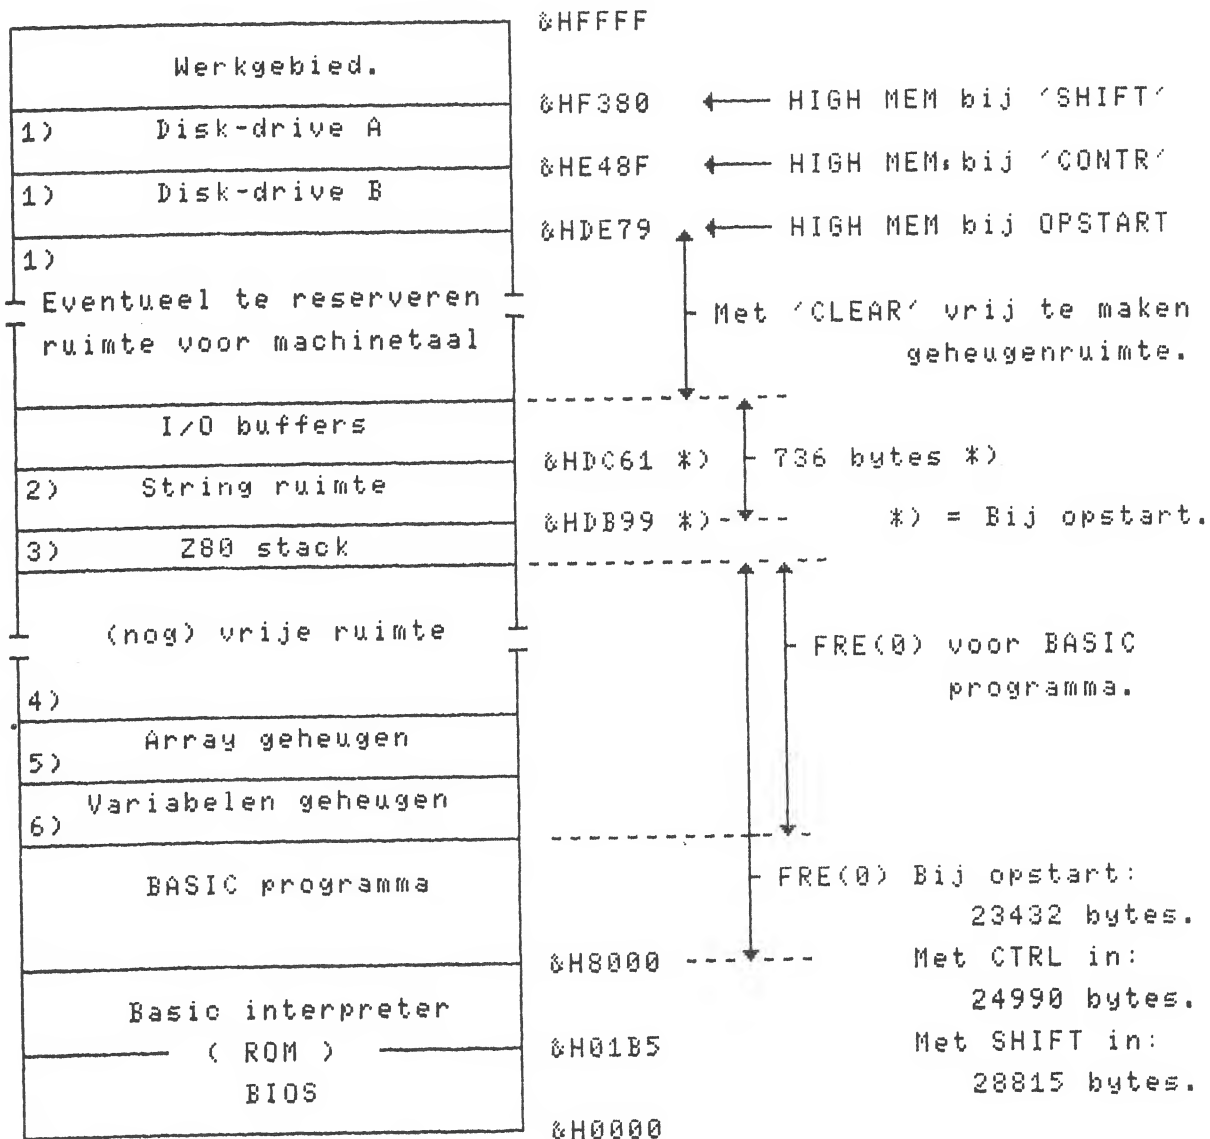 &HFFFF
Werkgebied.
&HF380 HIGH MEM bij 'SHIFT'
1) Disk-drive A
&HE48F HIGH MEM. bij 'CONTR'
1) Disk-drive B
&HDE79 HIGH MEM bij OPSTART
1)
Eventueel te reserveren
ruimte voor machinetaal
Met 'CLEAR' vrij te maken
geheugenruimte.
I/O buffers
&HDC61 *) 736 bytes *)
2) String ruimte
&HDB99 *) *) = Bij opstart.
3) Z80 stack
(nog) vrije ruimte
FRE(0) voor BASIC
programma.
4)
Array geheugen
5)
Variabelen geheugen
6)
BASIC programma
FRE(0) Bij opstart:
23432 bytes.
&H8000 Met CTRL in:
24990 bytes.
Basic interpreter
( ROM ) &H01B5 Met SHIFT in:
28815 bytes.
BIOS
&H0000